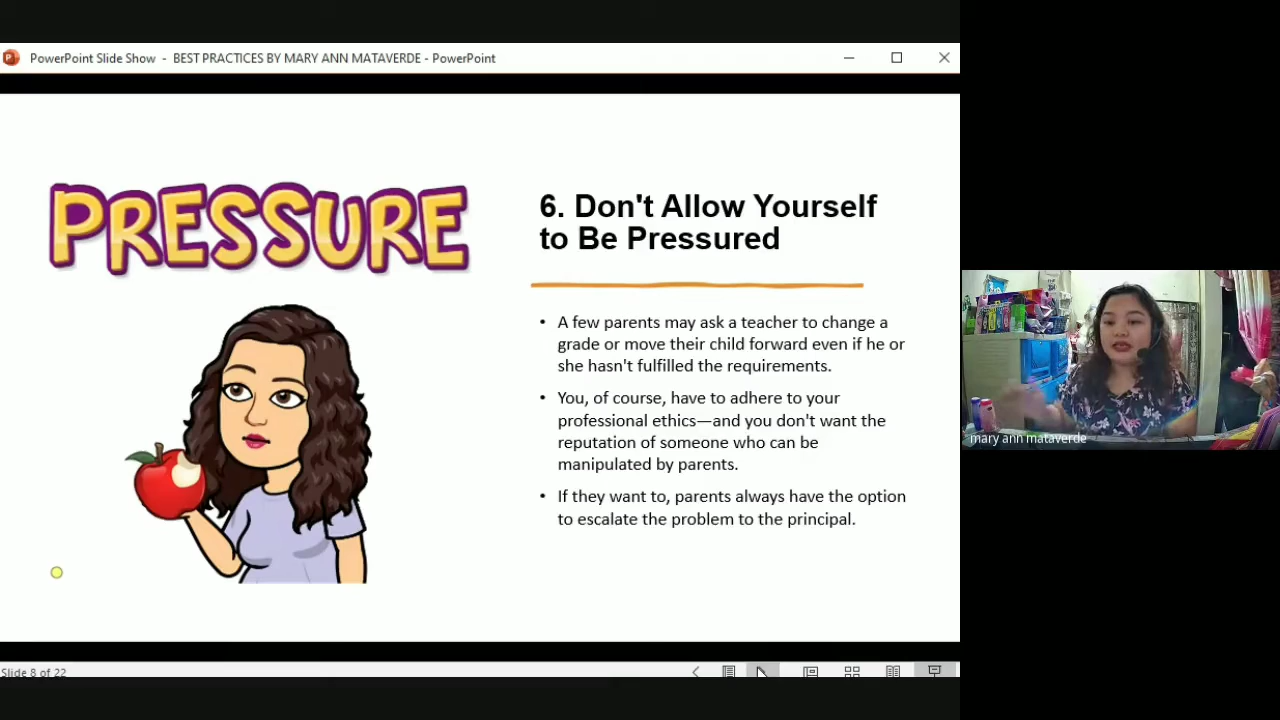 PowerPoint Slide Show - BEST PRACTICES BY MARY ANN MATAVERDE - PowerPoint
PRESSURE
6. Don't Allow Yourself
to Be Pressured
• A few parents may ask a teacher to change a
grade or move their child forward even if he or
she hasn't fulfilled the requirements.
• You, of course, have to adhere to your
professional ethics—and you don't want the
reputation of someone who can be
manipulated by parents.
• If they want to, parents always have the option
to escalate the problem to the principal.
mary ann mataverde
Slide 8 of 22